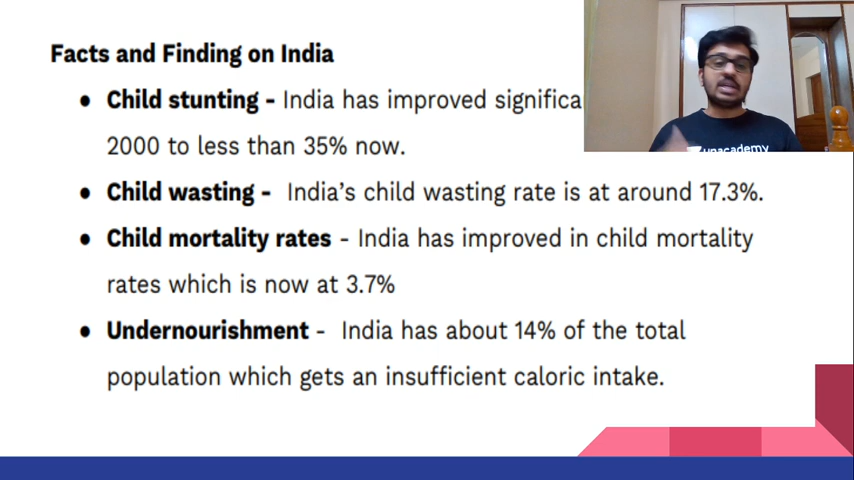 Facts and Finding on India
● Child stunting - India has improved significa
2000 to less than 35% now.
● Child wasting -  India’s child wasting rate is at around 17.3%.
● Child mortality rates - India has improved in child mortality
rates which is now at 3.7%
● Undernourishment -  India has about 14% of the total
population which gets an insufficient caloric intake.
unacademy